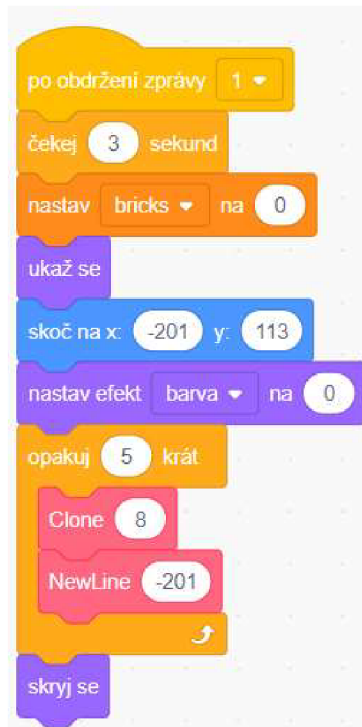 po obdržení zprávy 1
čekej 3 sekund
nastav bricks na 0
ukaž se
skoč na x: -201 y: 113
nastav efekt barva na 0
opakuj 5 krát
Clone 8
NewLine -201
skryj se